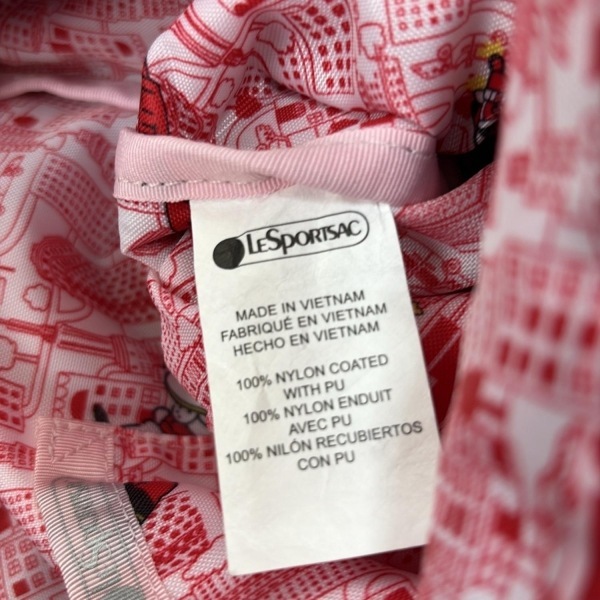 LESPORTSAC
MADE IN VIETNAM
FABRIQUÉ EN VIETNAM
HECHO EN VIETNAM
100% NYLON COATED
WITH PU
100% NYLON ENDUIT
AVEC PU
100% NILÓN RECUBIERTOS
CON PU